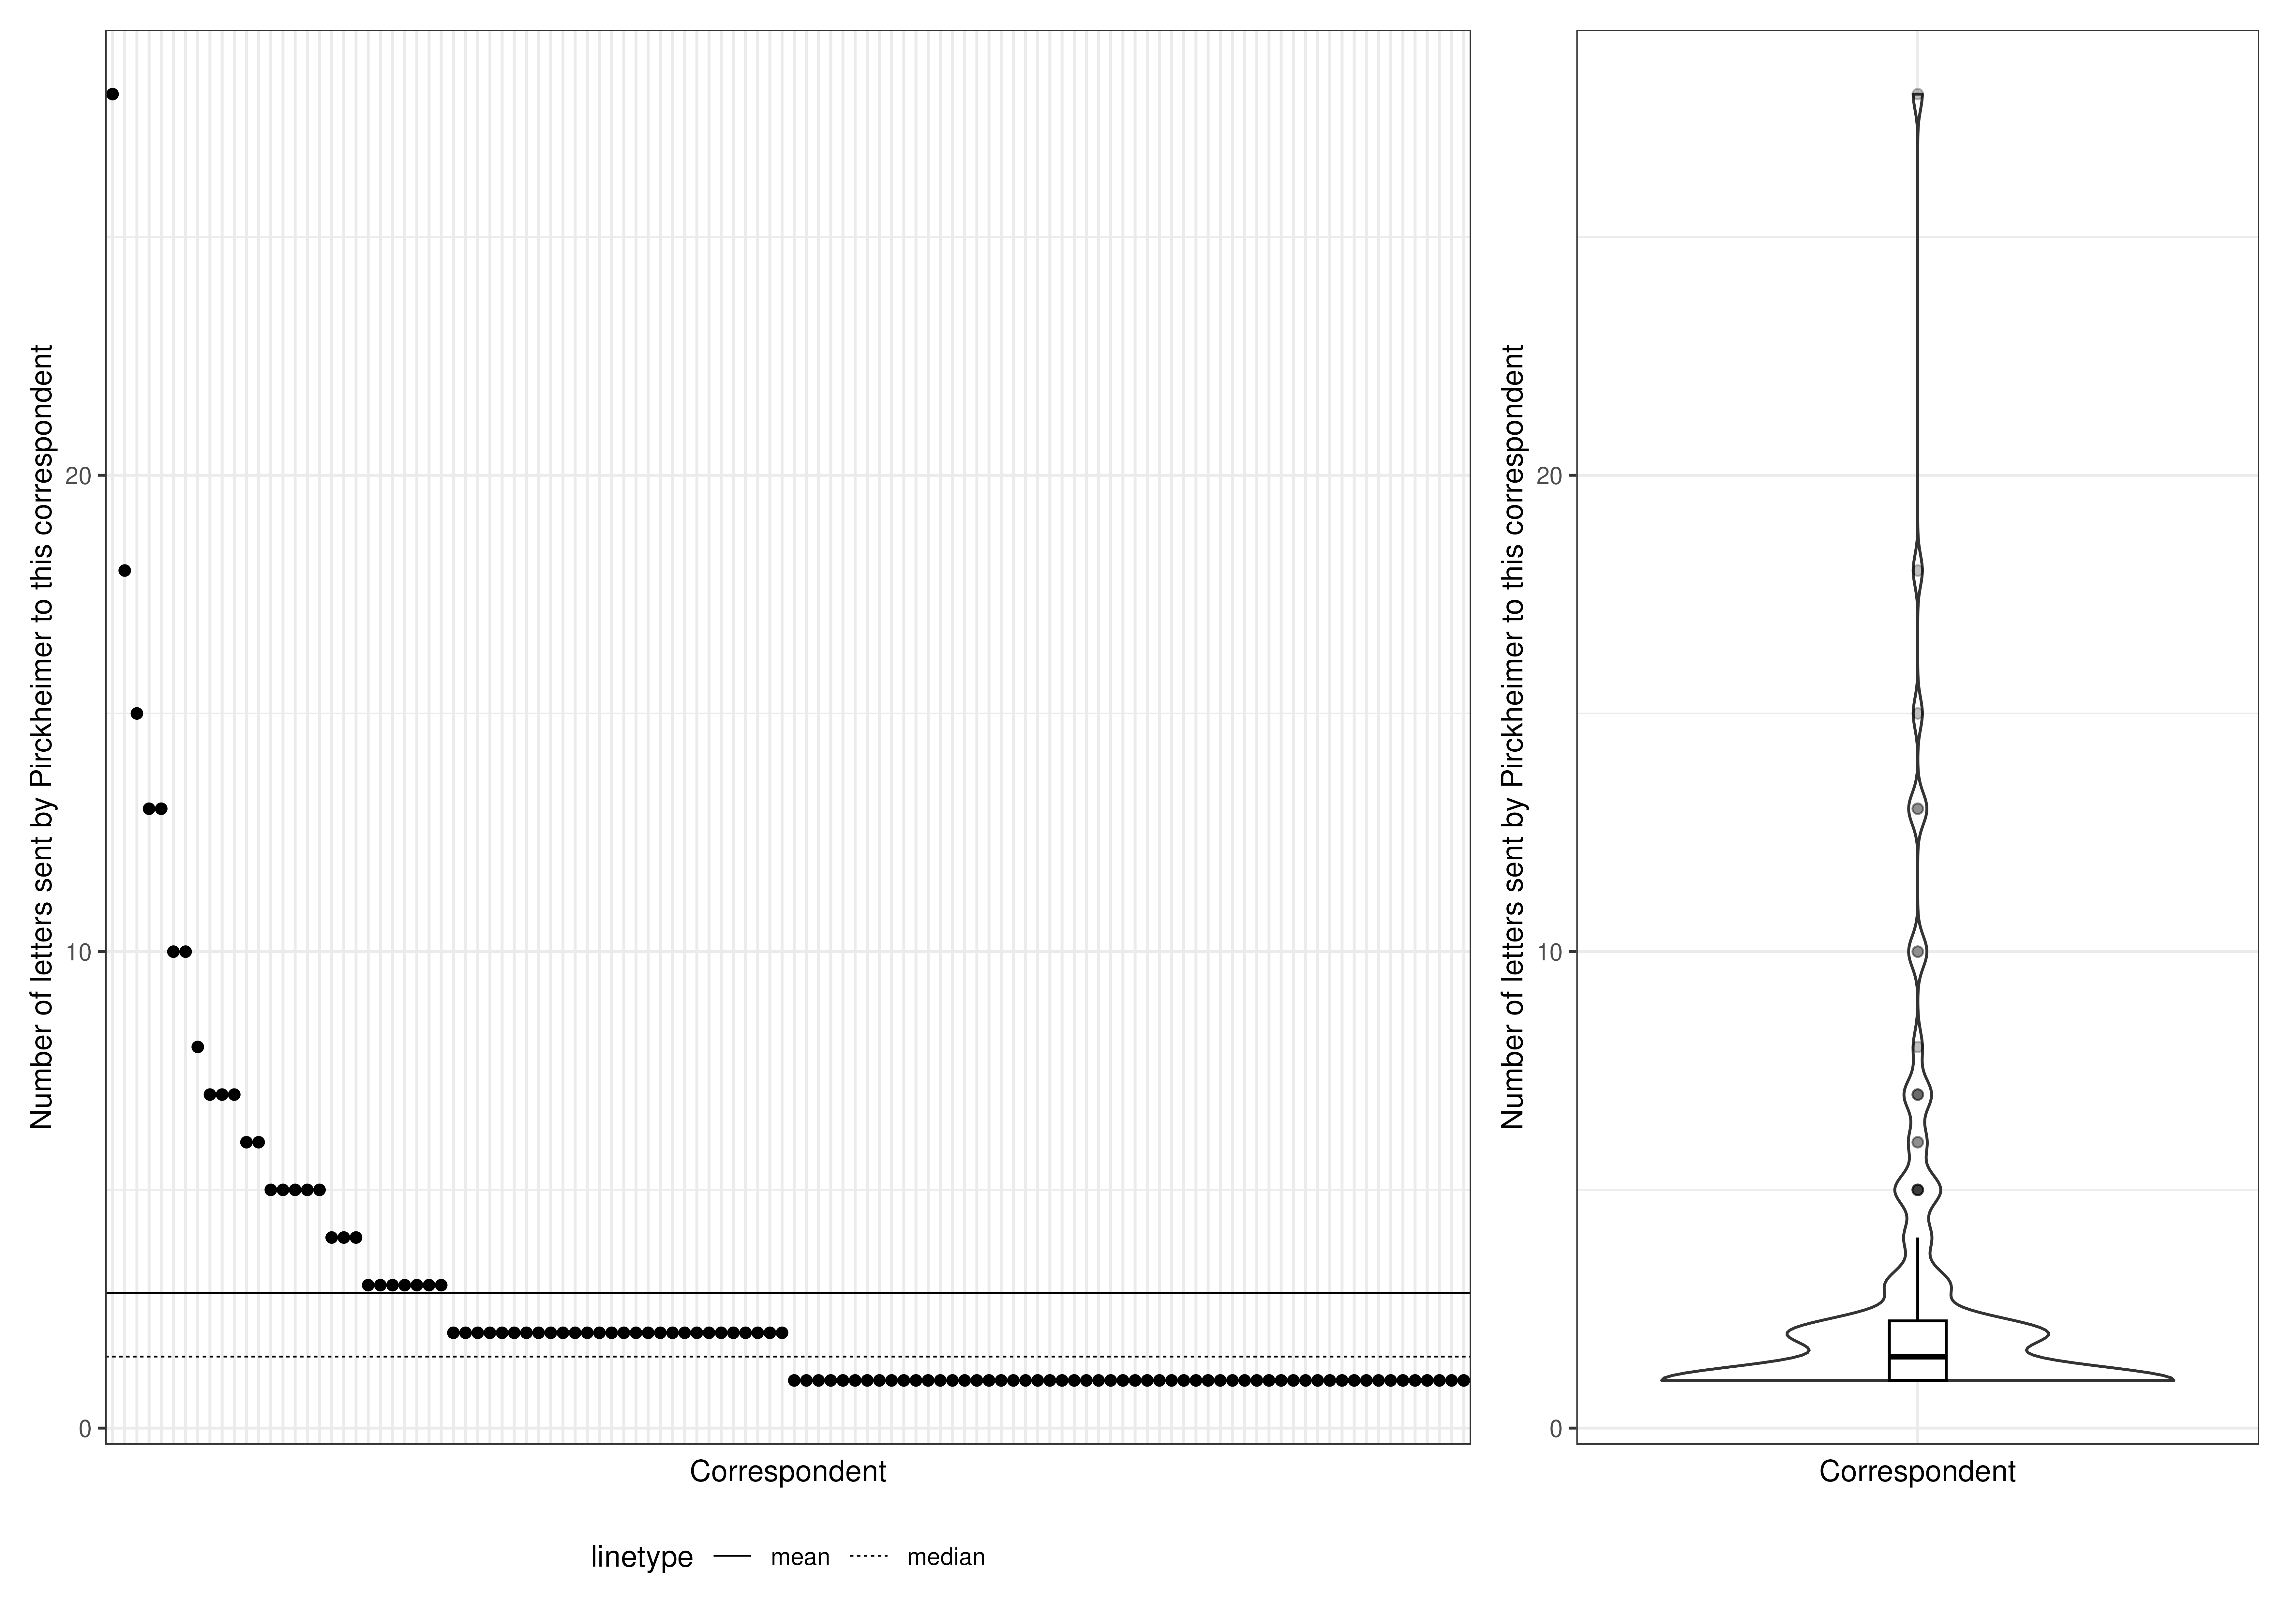 Number of letters sent by Pirckheimer to this correspondent
20
10
0
Correspondent
linetype mean median
Number of letters sent by Pirckheimer to this correspondent
20
10
0
Correspondent